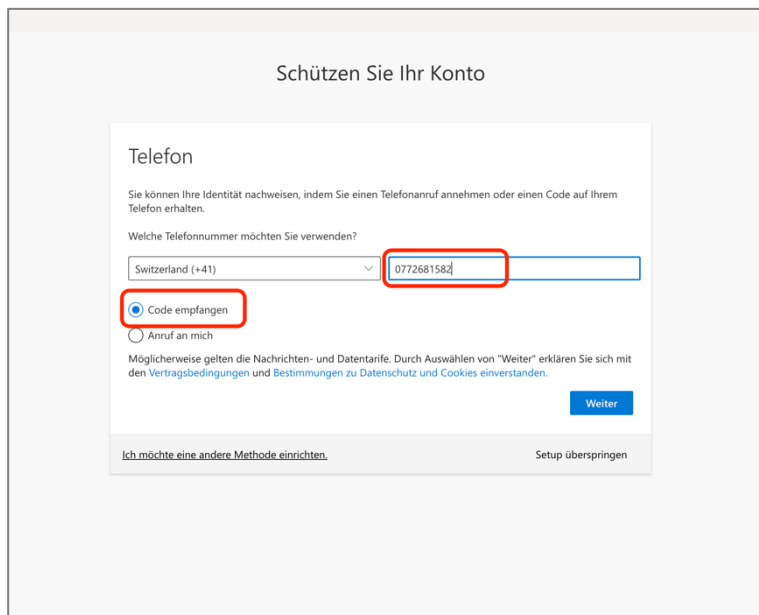 Schützen Sie Ihr Konto
Telefon
Sie können Ihre Identität nachweisen, indem Sie einen Telefonanruf annehmen oder einen Code auf Ihrem
Telefon erhalten.
Welche Telefonnummer möchten Sie verwenden?
Switzerland (+41)
0772681582
Code empfangen
Anruf an mich
Möglicherweise gelten die Nachrichten- und Datentarife. Durch Auswählen von "Weiter" erklären Sie sich mit
den Vertragsbedingungen und Bestimmungen zu Datenschutz und Cookies einverstanden.
Weiter
Ich möchte eine andere Methode einrichten.
Setup überspringen